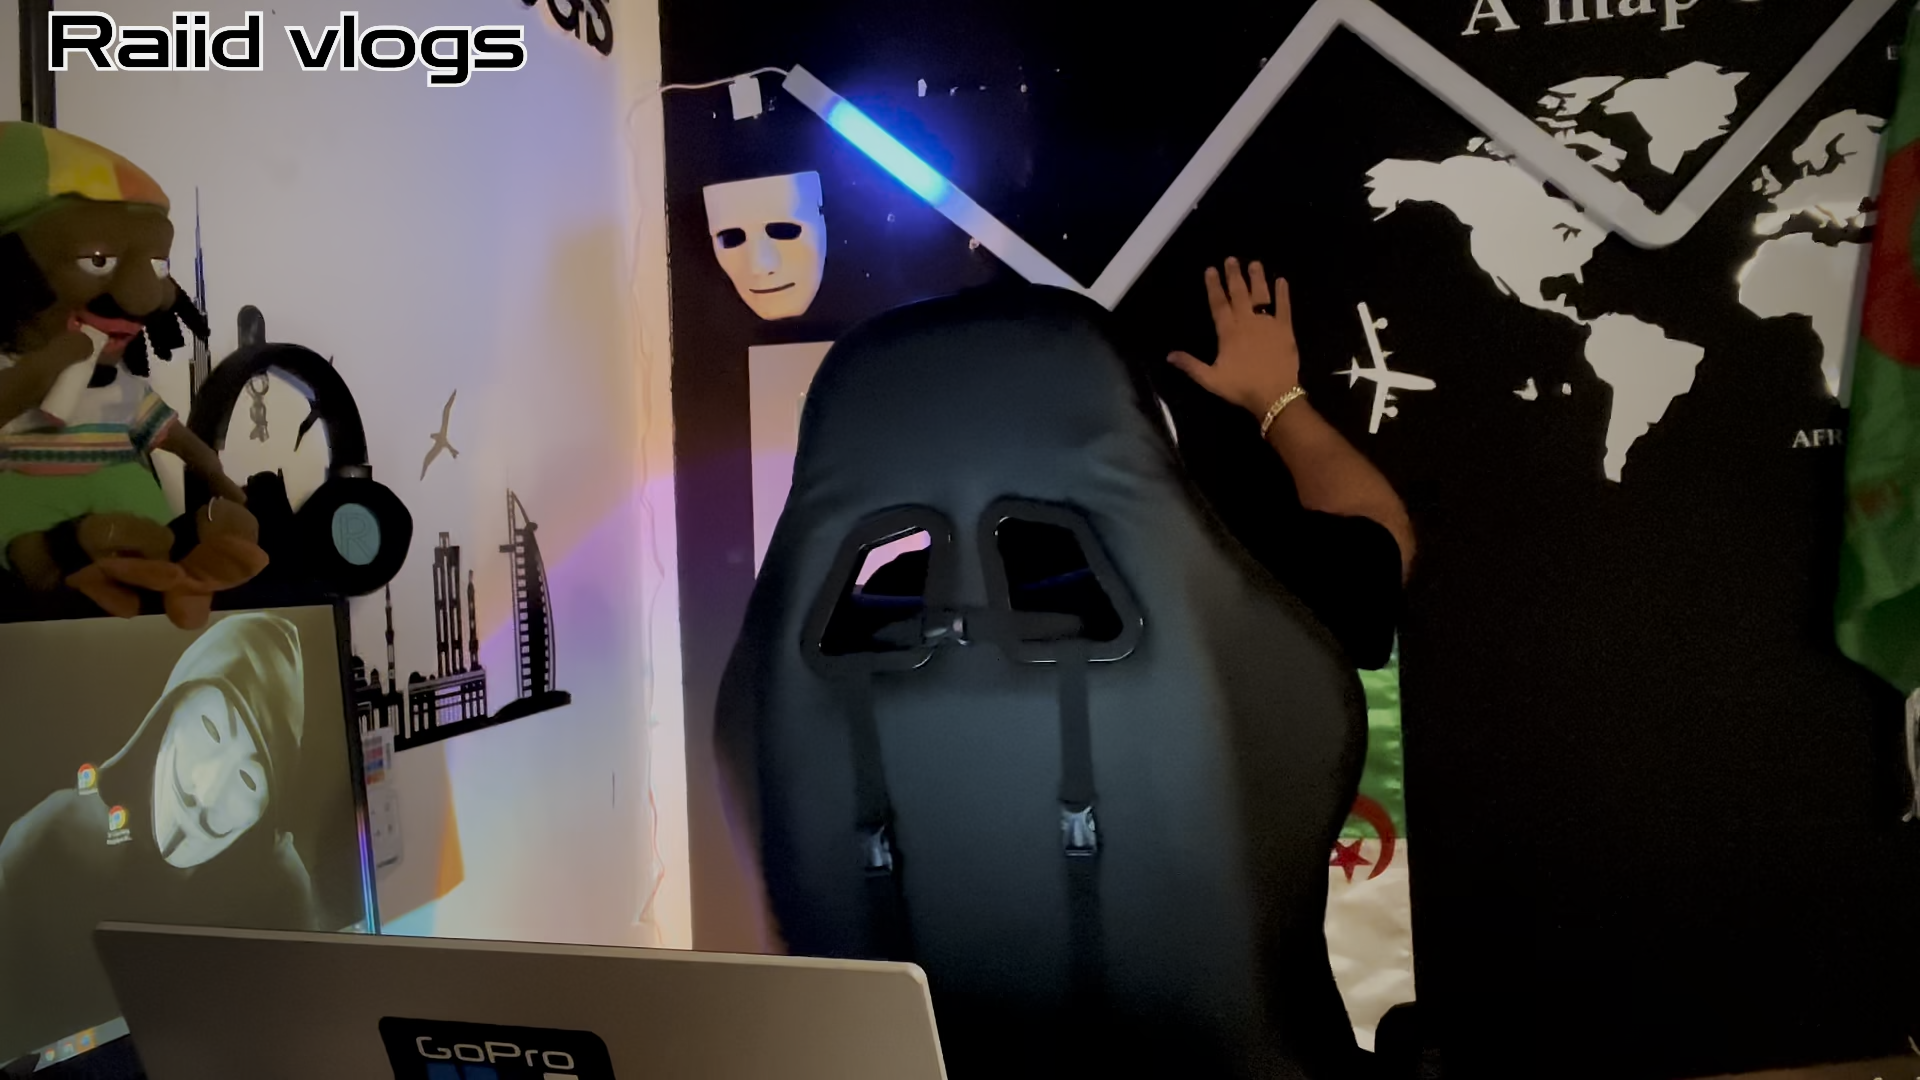 Raiid vlogs
A map
AFR
R
GoPro